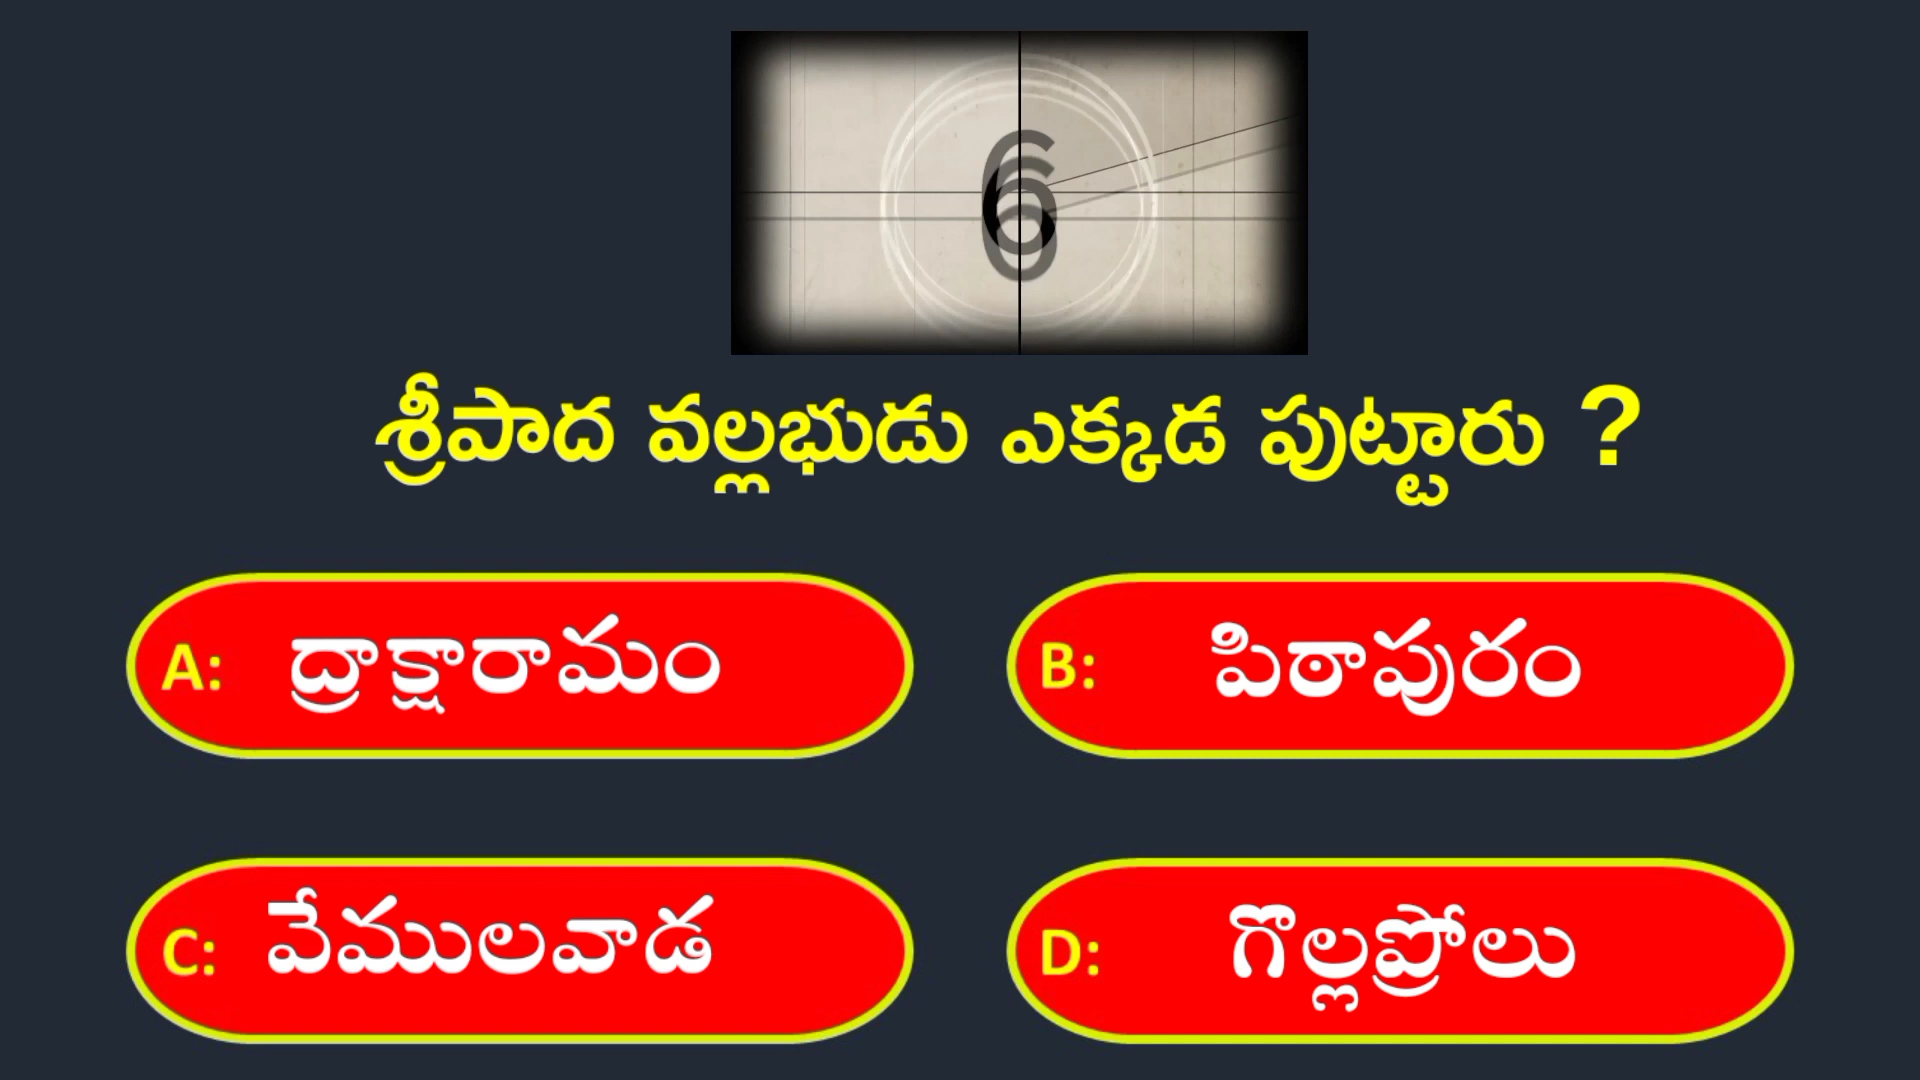 6
శ్రీపాద వల్లభుడు ఎక్కడ పుట్టారు ?
A: ద్రాక్షారామం
B: పిఠాపురం
C: వేములవాడ
D: గొల్లప్రోలు